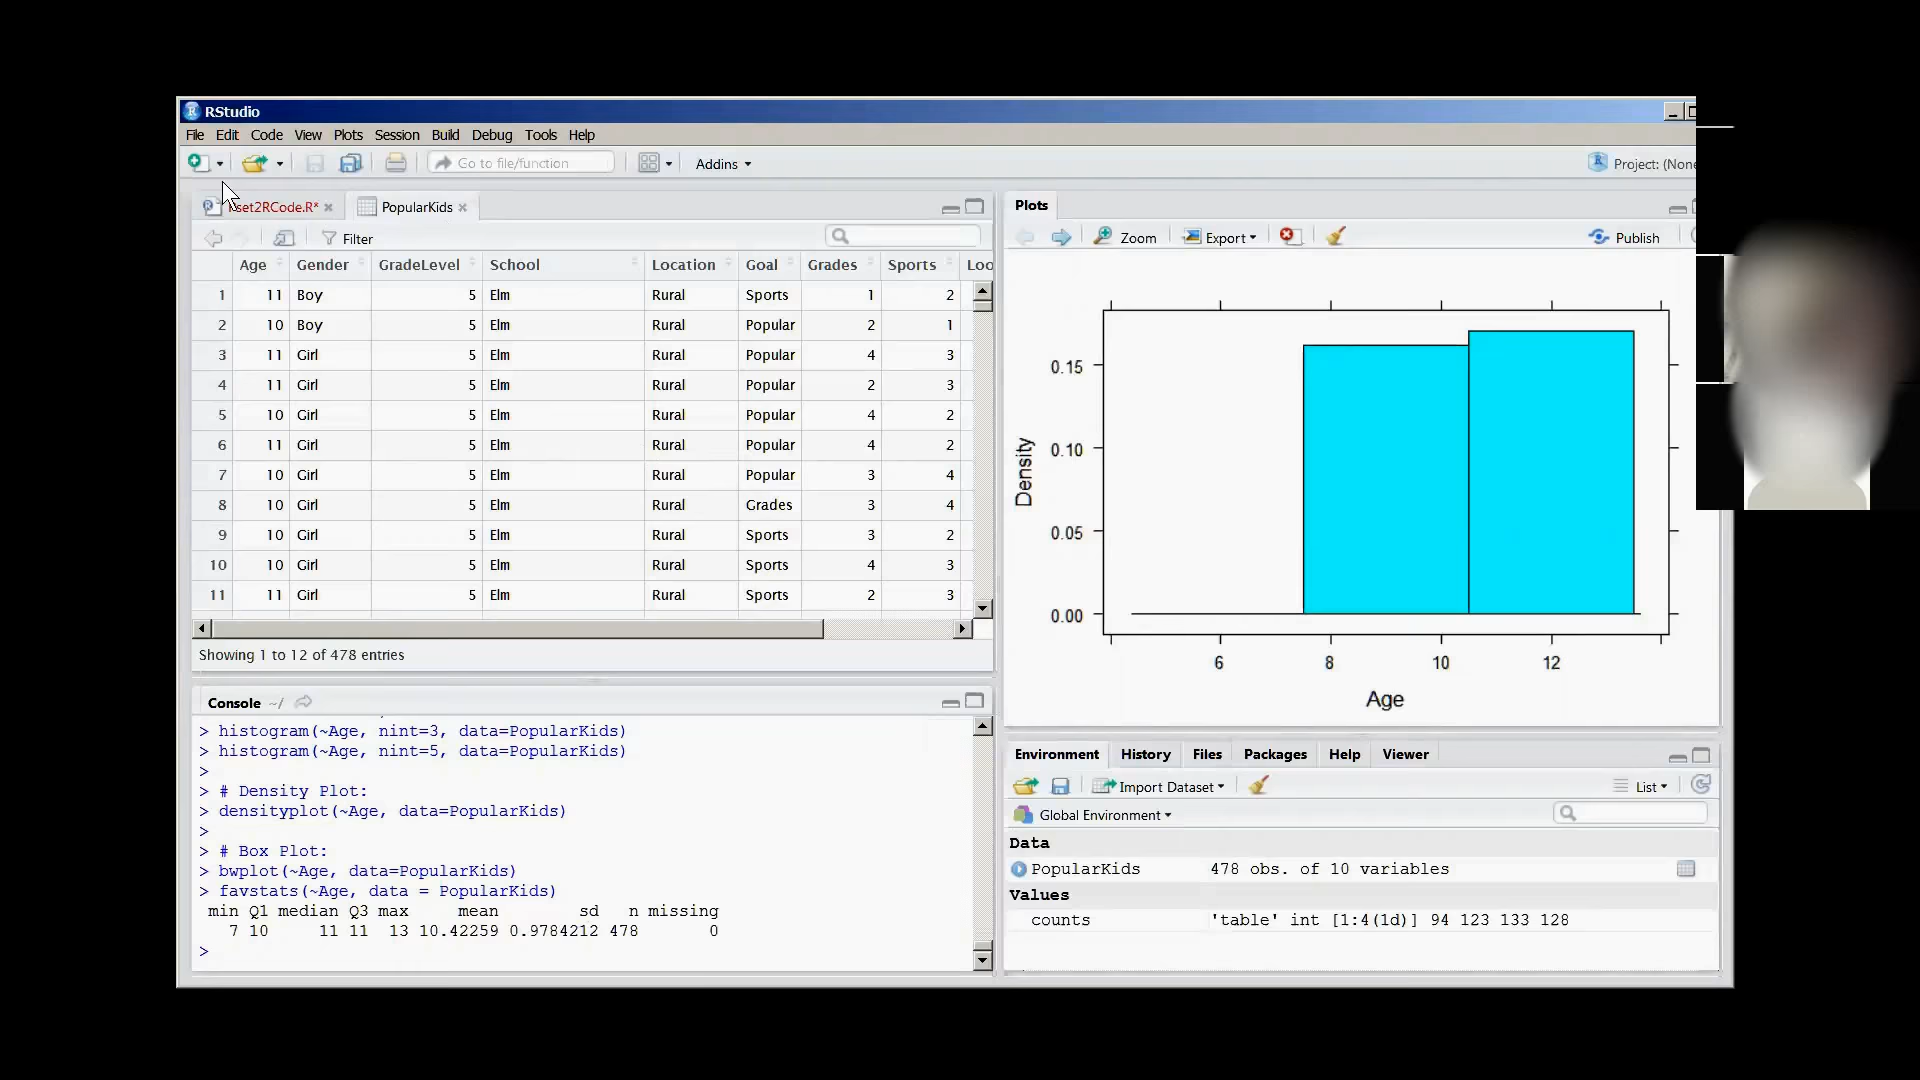 RStudio
File Edit Code View Plots Session Build Debug Tools Help
Go to file/function Addins Project: (None
set2RCode.R* PopularKids
Filter
Age Gender GradeLevel School Location Goal Grades Sports Loo
1 11 Boy 5 Elm Rural Sports 1 2
2 10 Boy 5 Elm Rural Popular 2 1
3 11 Girl 5 Elm Rural Popular 4 3
4 11 Girl 5 Elm Rural Popular 2 3
5 10 Girl 5 Elm Rural Popular 4 2
6 11 Girl 5 Elm Rural Popular 4 2
7 10 Girl 5 Elm Rural Popular 3 4
8 10 Girl 5 Elm Rural Grades 3 4
9 10 Girl 5 Elm Rural Sports 3 2
10 10 Girl 5 Elm Rural Sports 4 3
11 11 Girl 5 Elm Rural Sports 2 3
Showing 1 to 12 of 478 entries
Console ~/
> histogram(~Age, nint=3, data=PopularKids)
> histogram(~Age, nint=5, data=PopularKids)
>
> # Density Plot:
> densityplot(~Age, data=PopularKids)
>
> # Box Plot:
> bwplot(~Age, data=PopularKids)
> favstats(~Age, data = PopularKids)
min Q1 median Q3 max mean sd n missing
7 10 11 11 13 10.42259 0.9784212 478 0
>
Plots
Zoom Export Publish
Density
0.15
0.10
0.05
0.00
6 8 10 12
Age
Environment History Files Packages Help Viewer
Import Dataset List
Global Environment
Data
PopularKids 478 obs. of 10 variables
Values
counts 'table' int [1:4(1d)] 94 123 133 128